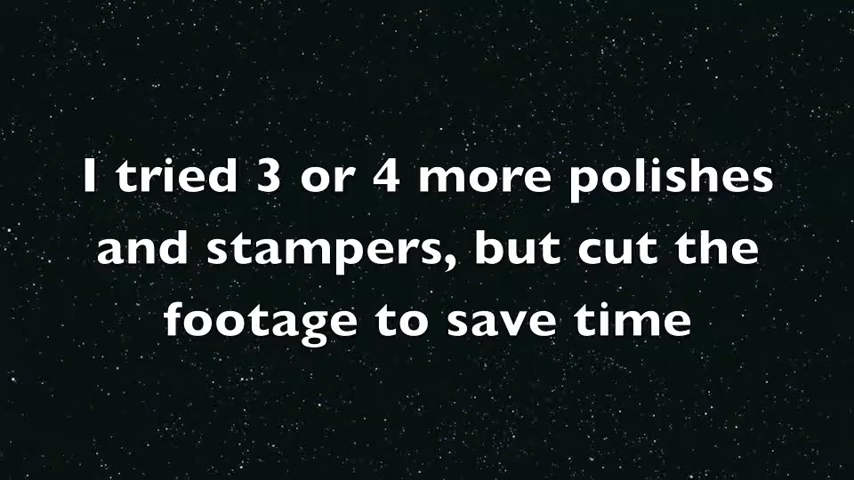 I tried 3 or 4 more polishes
and stampers, but cut the
footage to save time